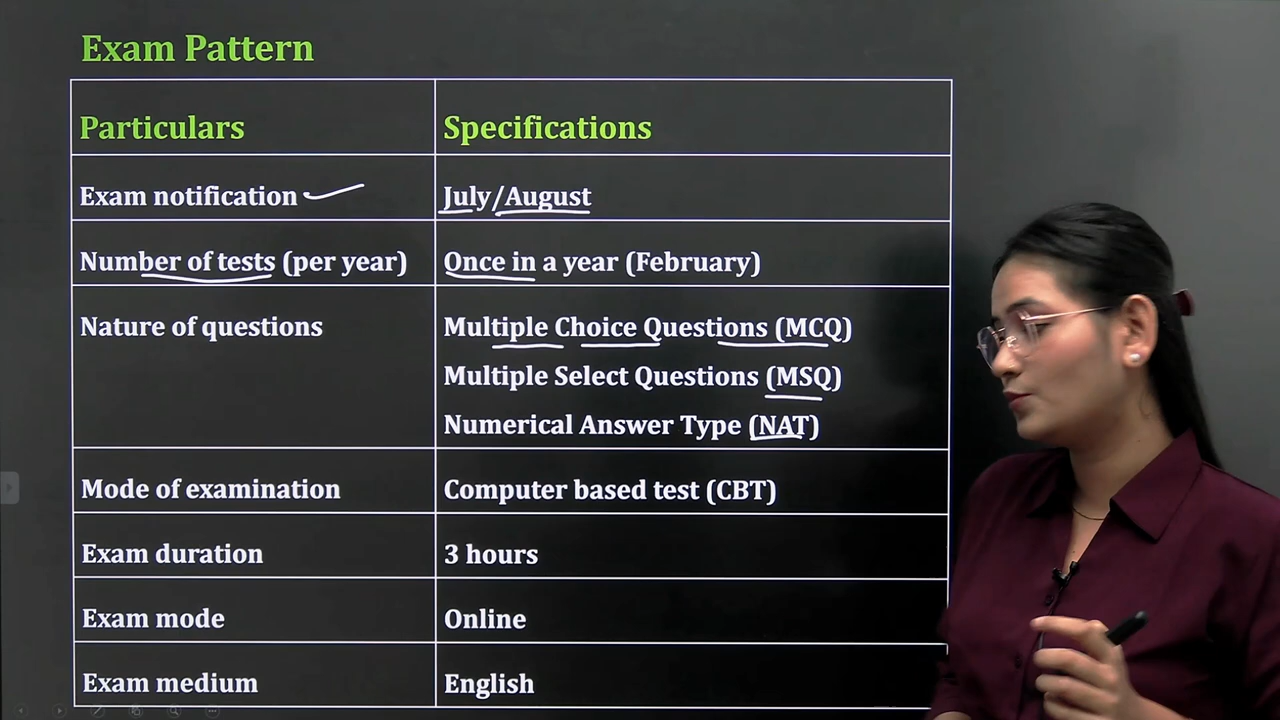 Exam Pattern
Particulars Specifications
Exam notification July/August
Number of tests (per year) Once in a year (February)
Nature of questions Multiple Choice Questions (MCQ)
Multiple Select Questions (MSQ)
Numerical Answer Type (NAT)
Mode of examination Computer based test (CBT)
Exam duration 3 hours
Exam mode Online
Exam medium English